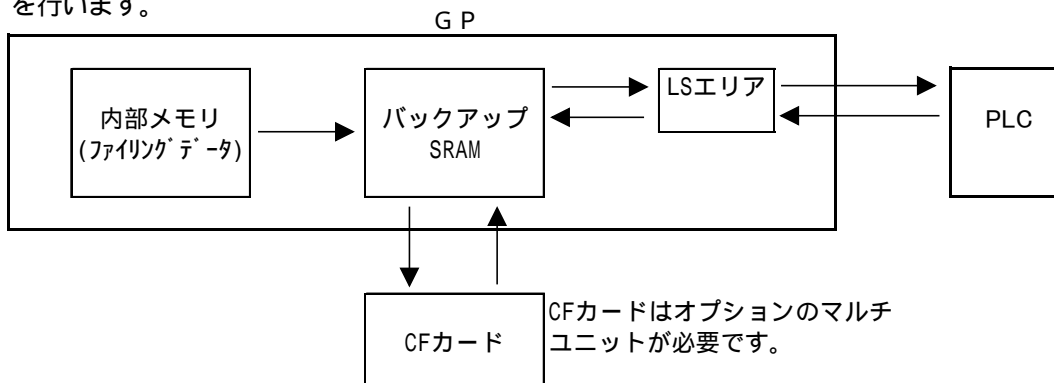 を行います。
ＧＰ
内部メモリ
(ﾌｧｲﾘﾝｸﾞﾃﾞｰﾀ)
バックアップ
SRAM
LSエリア
PLC
CFカード
CFカードはオプションのマルチ
ユニットが必要です。